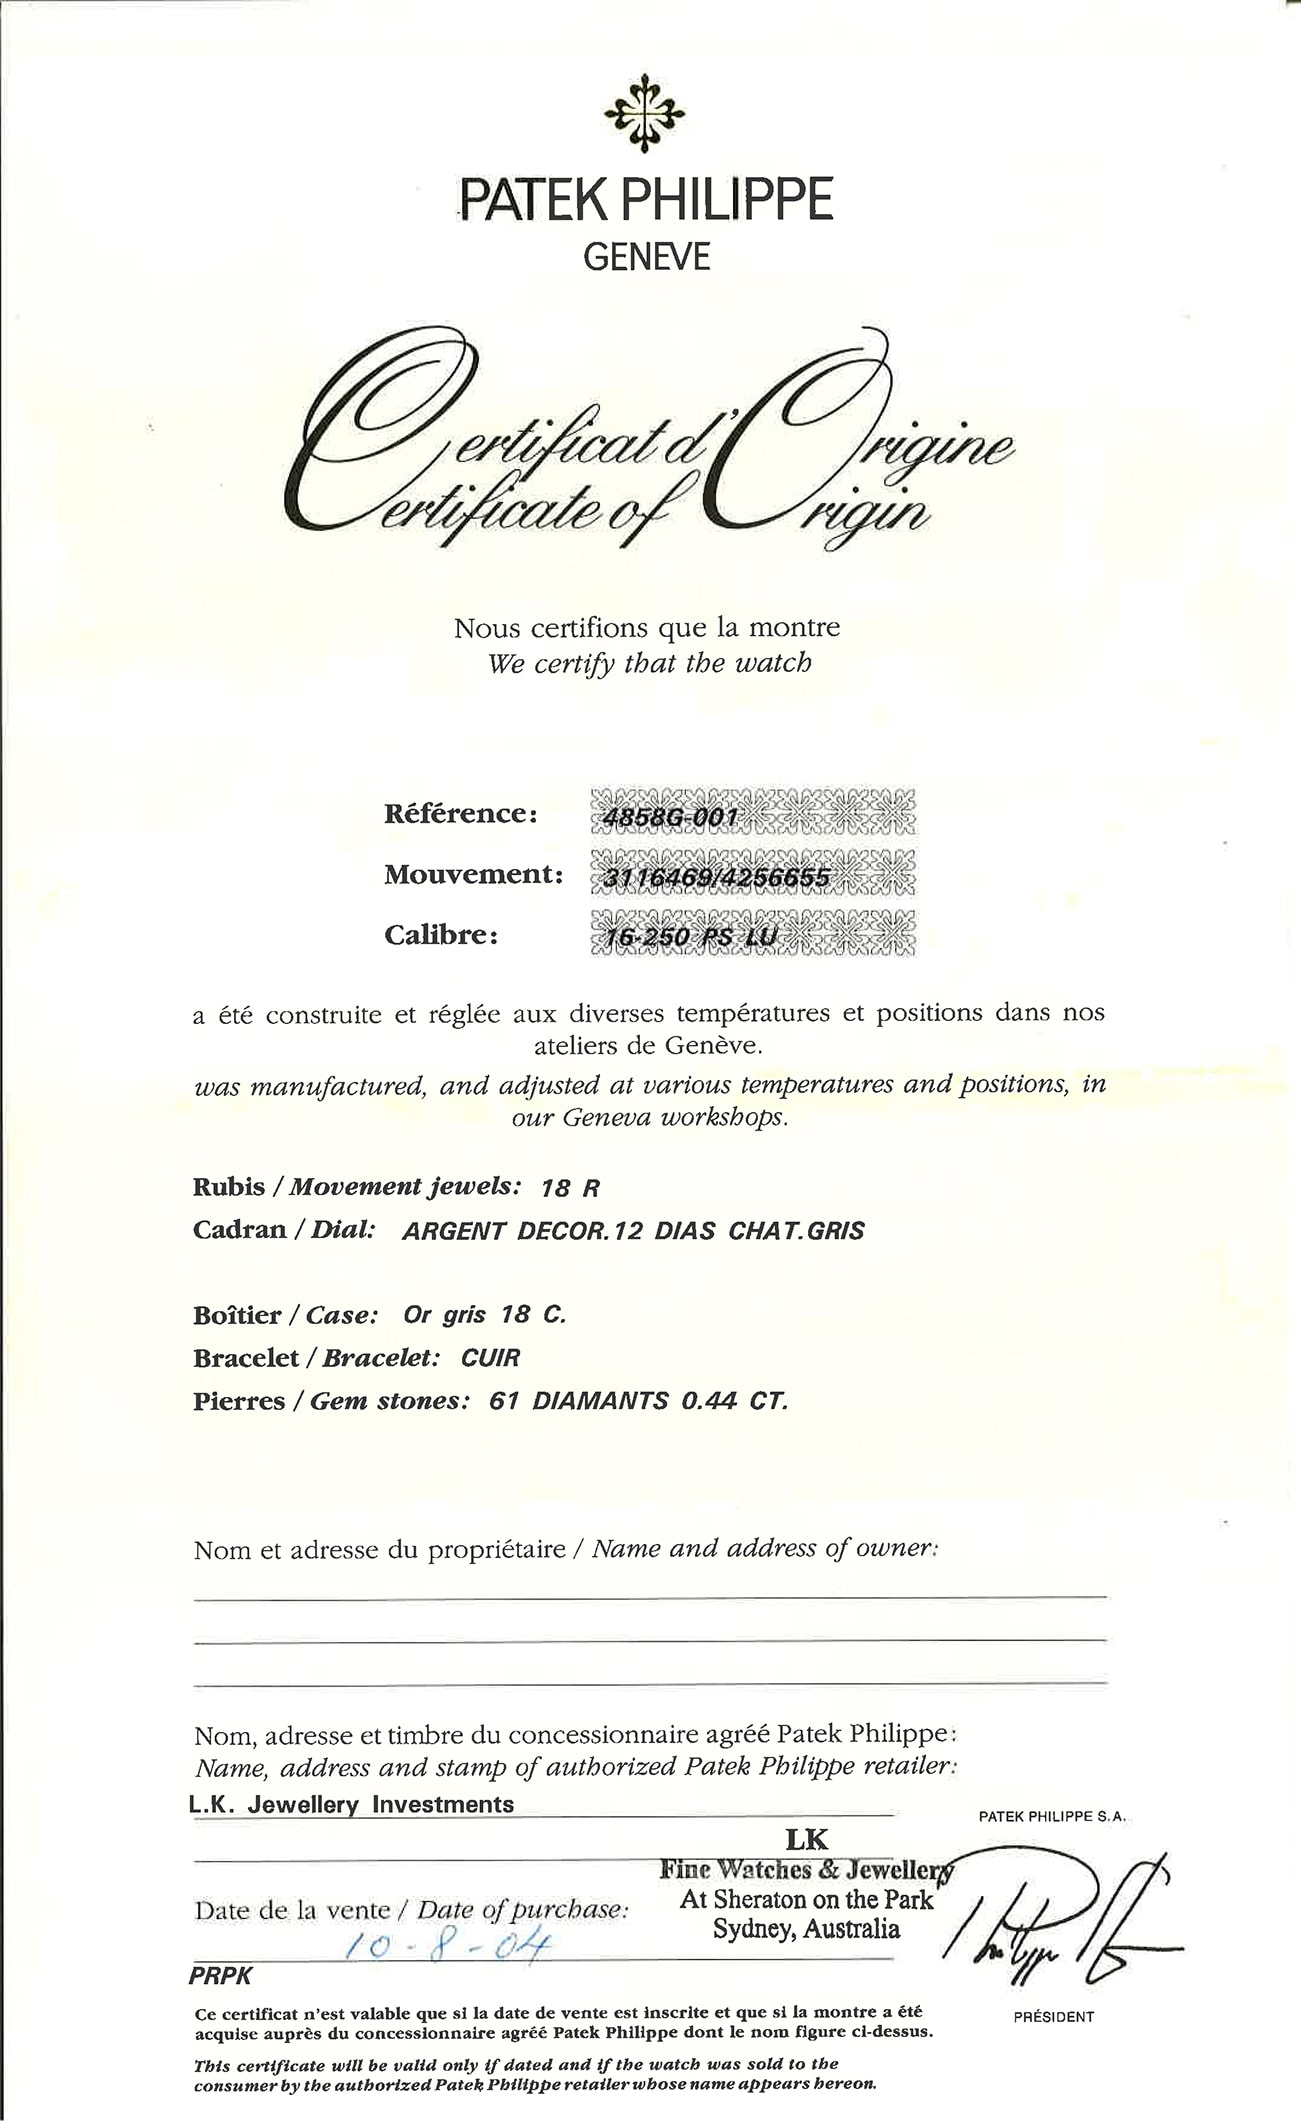 PATEK PHILIPPE
GENEVE
Certificat d'Origine
Certificate of Origin
Nous certifions que la montre
We certify that the watch
Référence: 4858G-001
Mouvement: 3116469/4256655
Calibre: 16-250 PS LU
a été construite et réglée aux diverses températures et positions dans nos
ateliers de Genève.
was manufactured, and adjusted at various temperatures and positions, in
our Geneva workshops.
Rubis / Movement jewels: 18 R
Cadran / Dial: ARGENT DECOR.12 DIAS CHAT.GRIS
Boîtier / Case: Or gris 18 C.
Bracelet / Bracelet: CUIR
Pierres / Gem stones: 61 DIAMANTS 0.44 CT.
Nom et adresse du propriétaire / Name and address of owner:
Nom, adresse et timbre du concessionnaire agréé Patek Philippe:
Name, address and stamp of authorized Patek Philippe retailer:
L.K. Jewellery Investments
PATEK PHILIPPE S.A.
LK
Fine Watches & Jewellery
At Sheraton on the Park
Sydney, Australia
Date de la vente / Date of purchase:
10-8-04
PRPK
PRÉSIDENT
Ce certificat n'est valable que si la date de vente est inscrite et que si la montre a été
acquise auprès du concessionnaire agréé Patek Philippe dont le nom figure ci-dessus.
This certificate will be valid only if dated and if the watch was sold to the
consumer by the authorized Patek Philippe retailer whose name appears hereon.